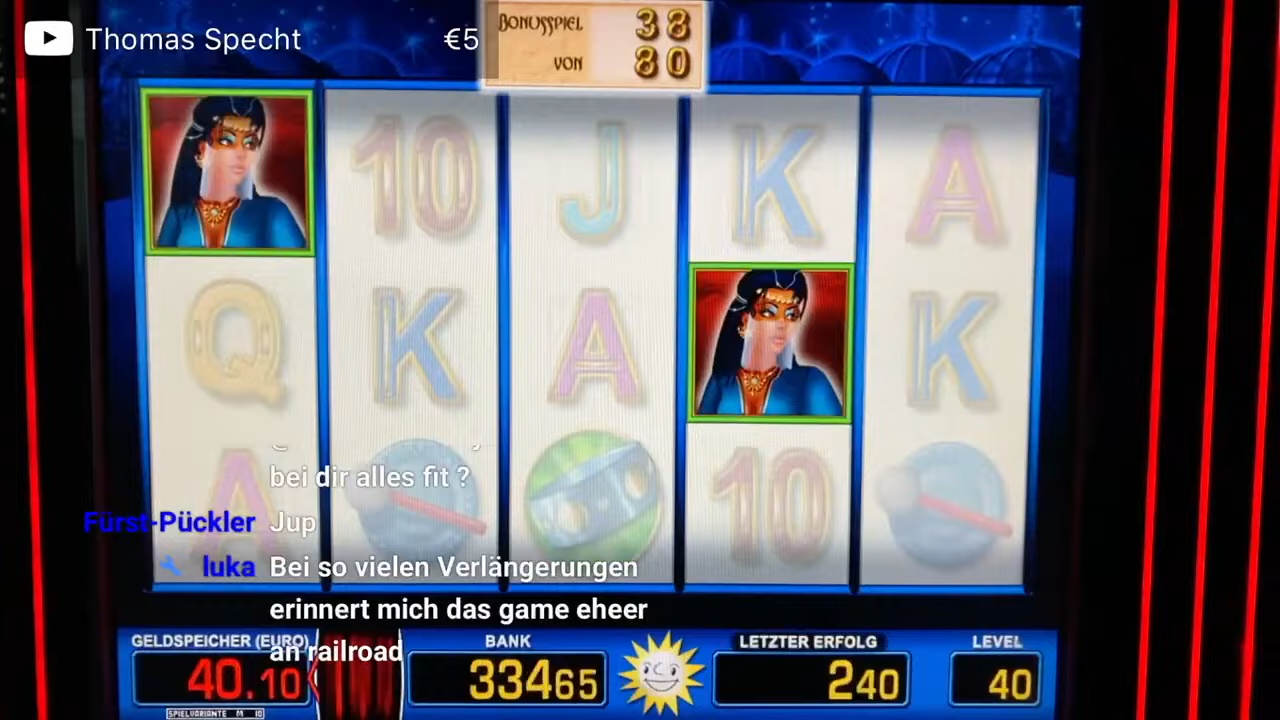 Thomas Specht €5
BONUSSPIEL 38
VON 80
10 J K A
Q K A K
A 10
bei dir alles fit ?
Fürst-Pückler Jup
luka Bei so vielen Verlängerungen
erinnert mich das game eheer
an railroad
GELDSPEICHER (EURO) BANK LETZTER ERFOLG LEVEL
40.10 33465 240 40
SPIELVARIANTE M 10